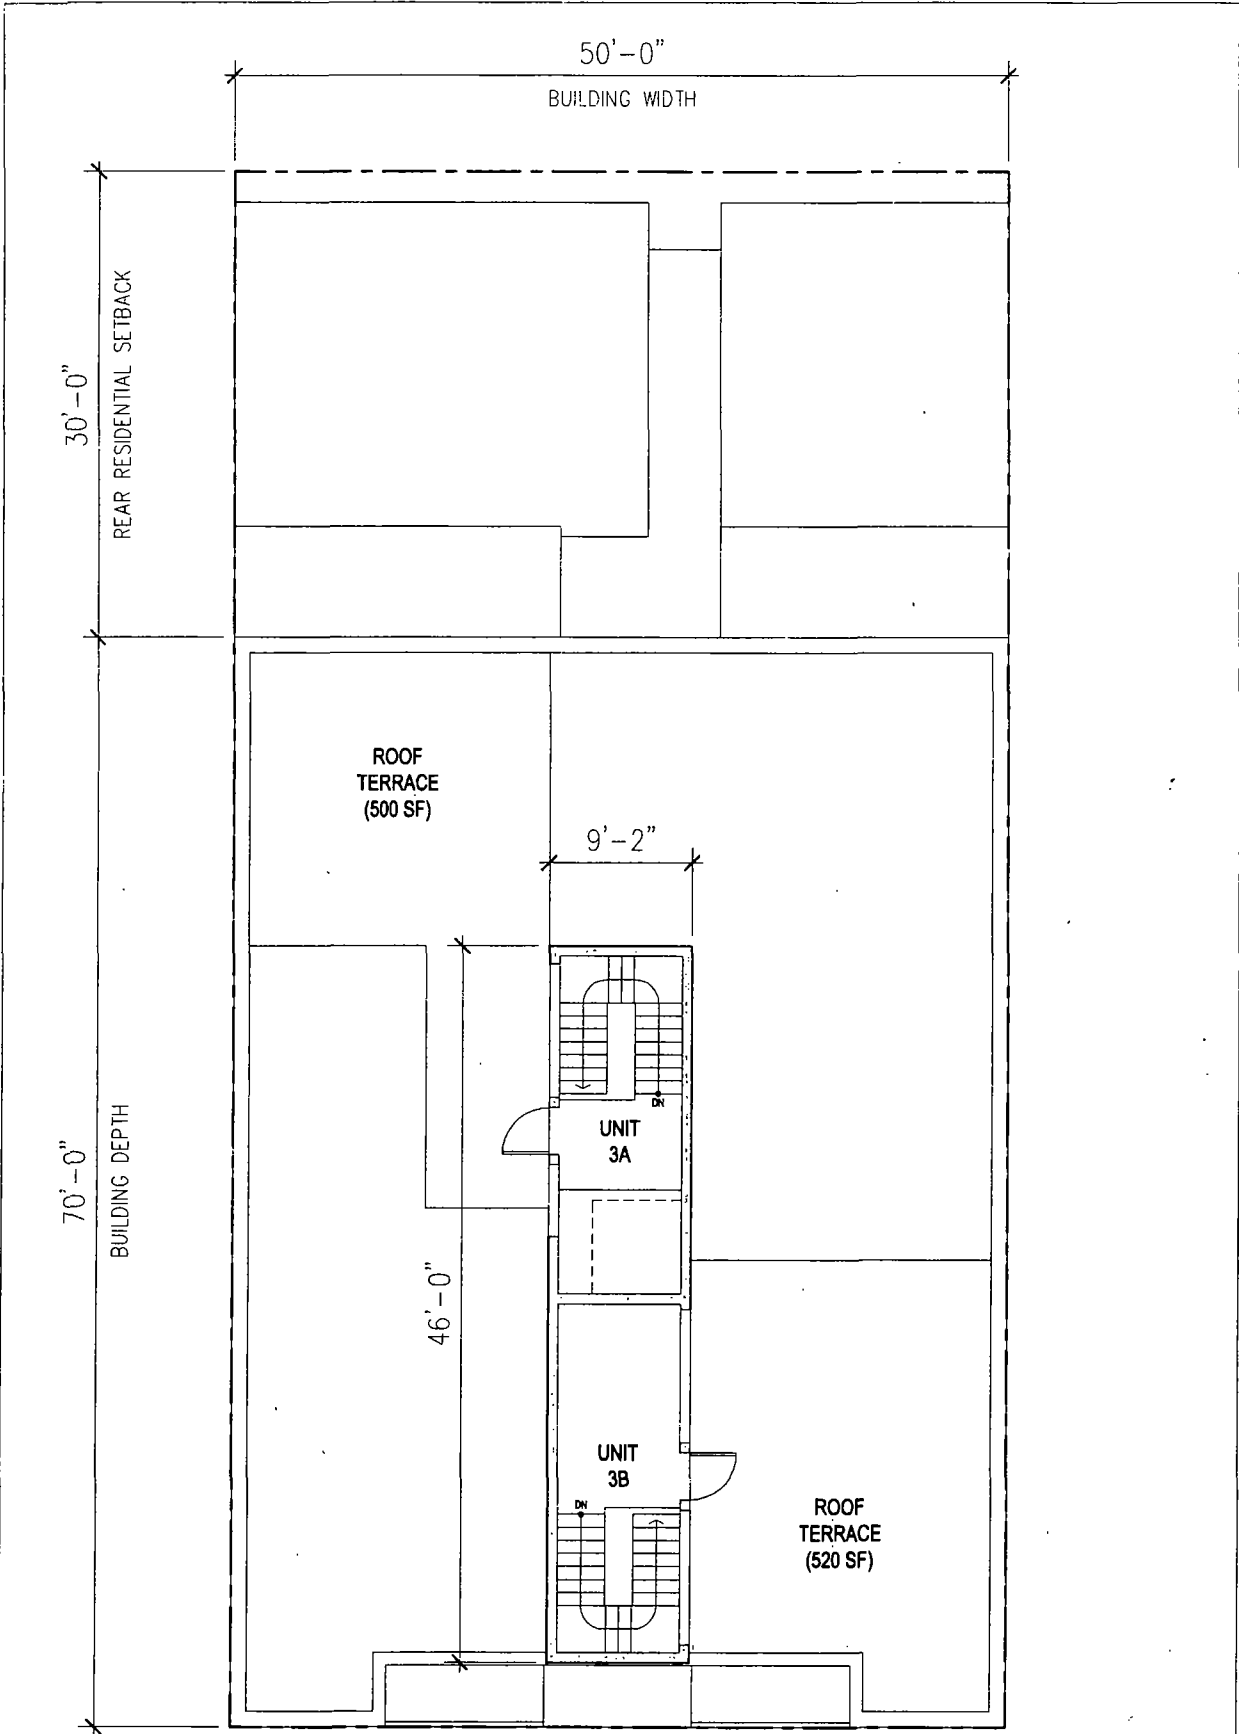 50'-0"
BUILDING WIDTH
30'-0"
REAR RESIDENTIAL SETBACK
ROOF
TERRACE
(500 SF)
9'-2"
DN
UNIT
3A
70'-0"
BUILDING DEPTH
46'-0"
UNIT
3B
DN
ROOF
TERRACE
(520 SF)